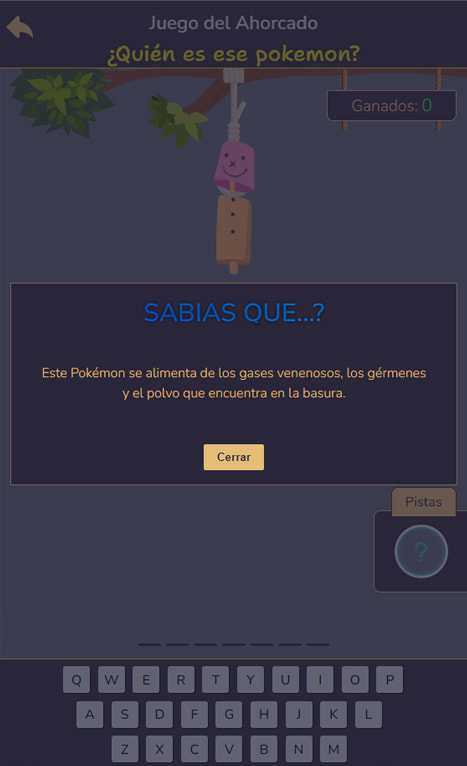 Juego del Ahorcado
¿Quién es ese pokemon?
Ganados: 0
SABIAS QUE...?
Este Pokémon se alimenta de los gases venenosos, los gérmenes
y el polvo que encuentra en la basura.
Cerrar
Pistas
?
Q W E R T Y U I O P
A S D F G H J K L
Z X C V B N M